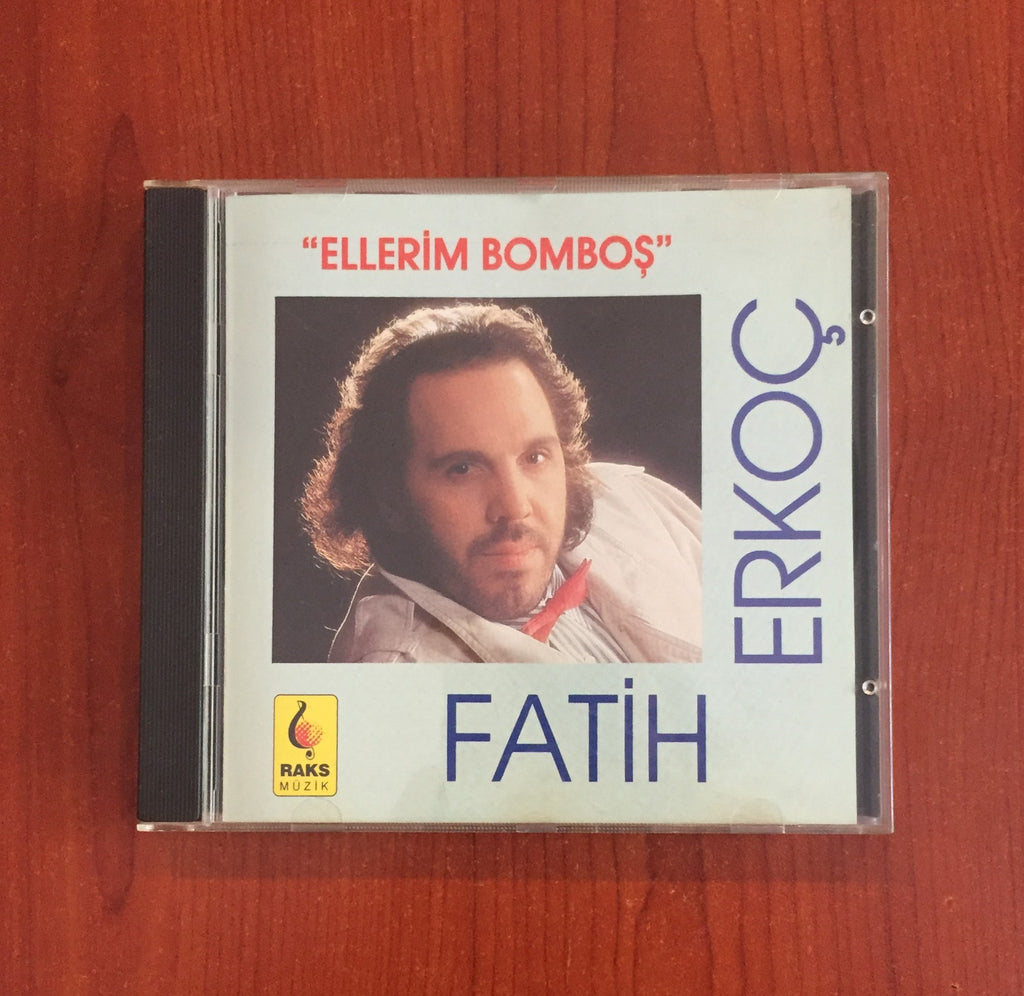 “ELLERİM BOMBOŞ”
FATİH
ERKOÇ
RAKS
MÜZİK